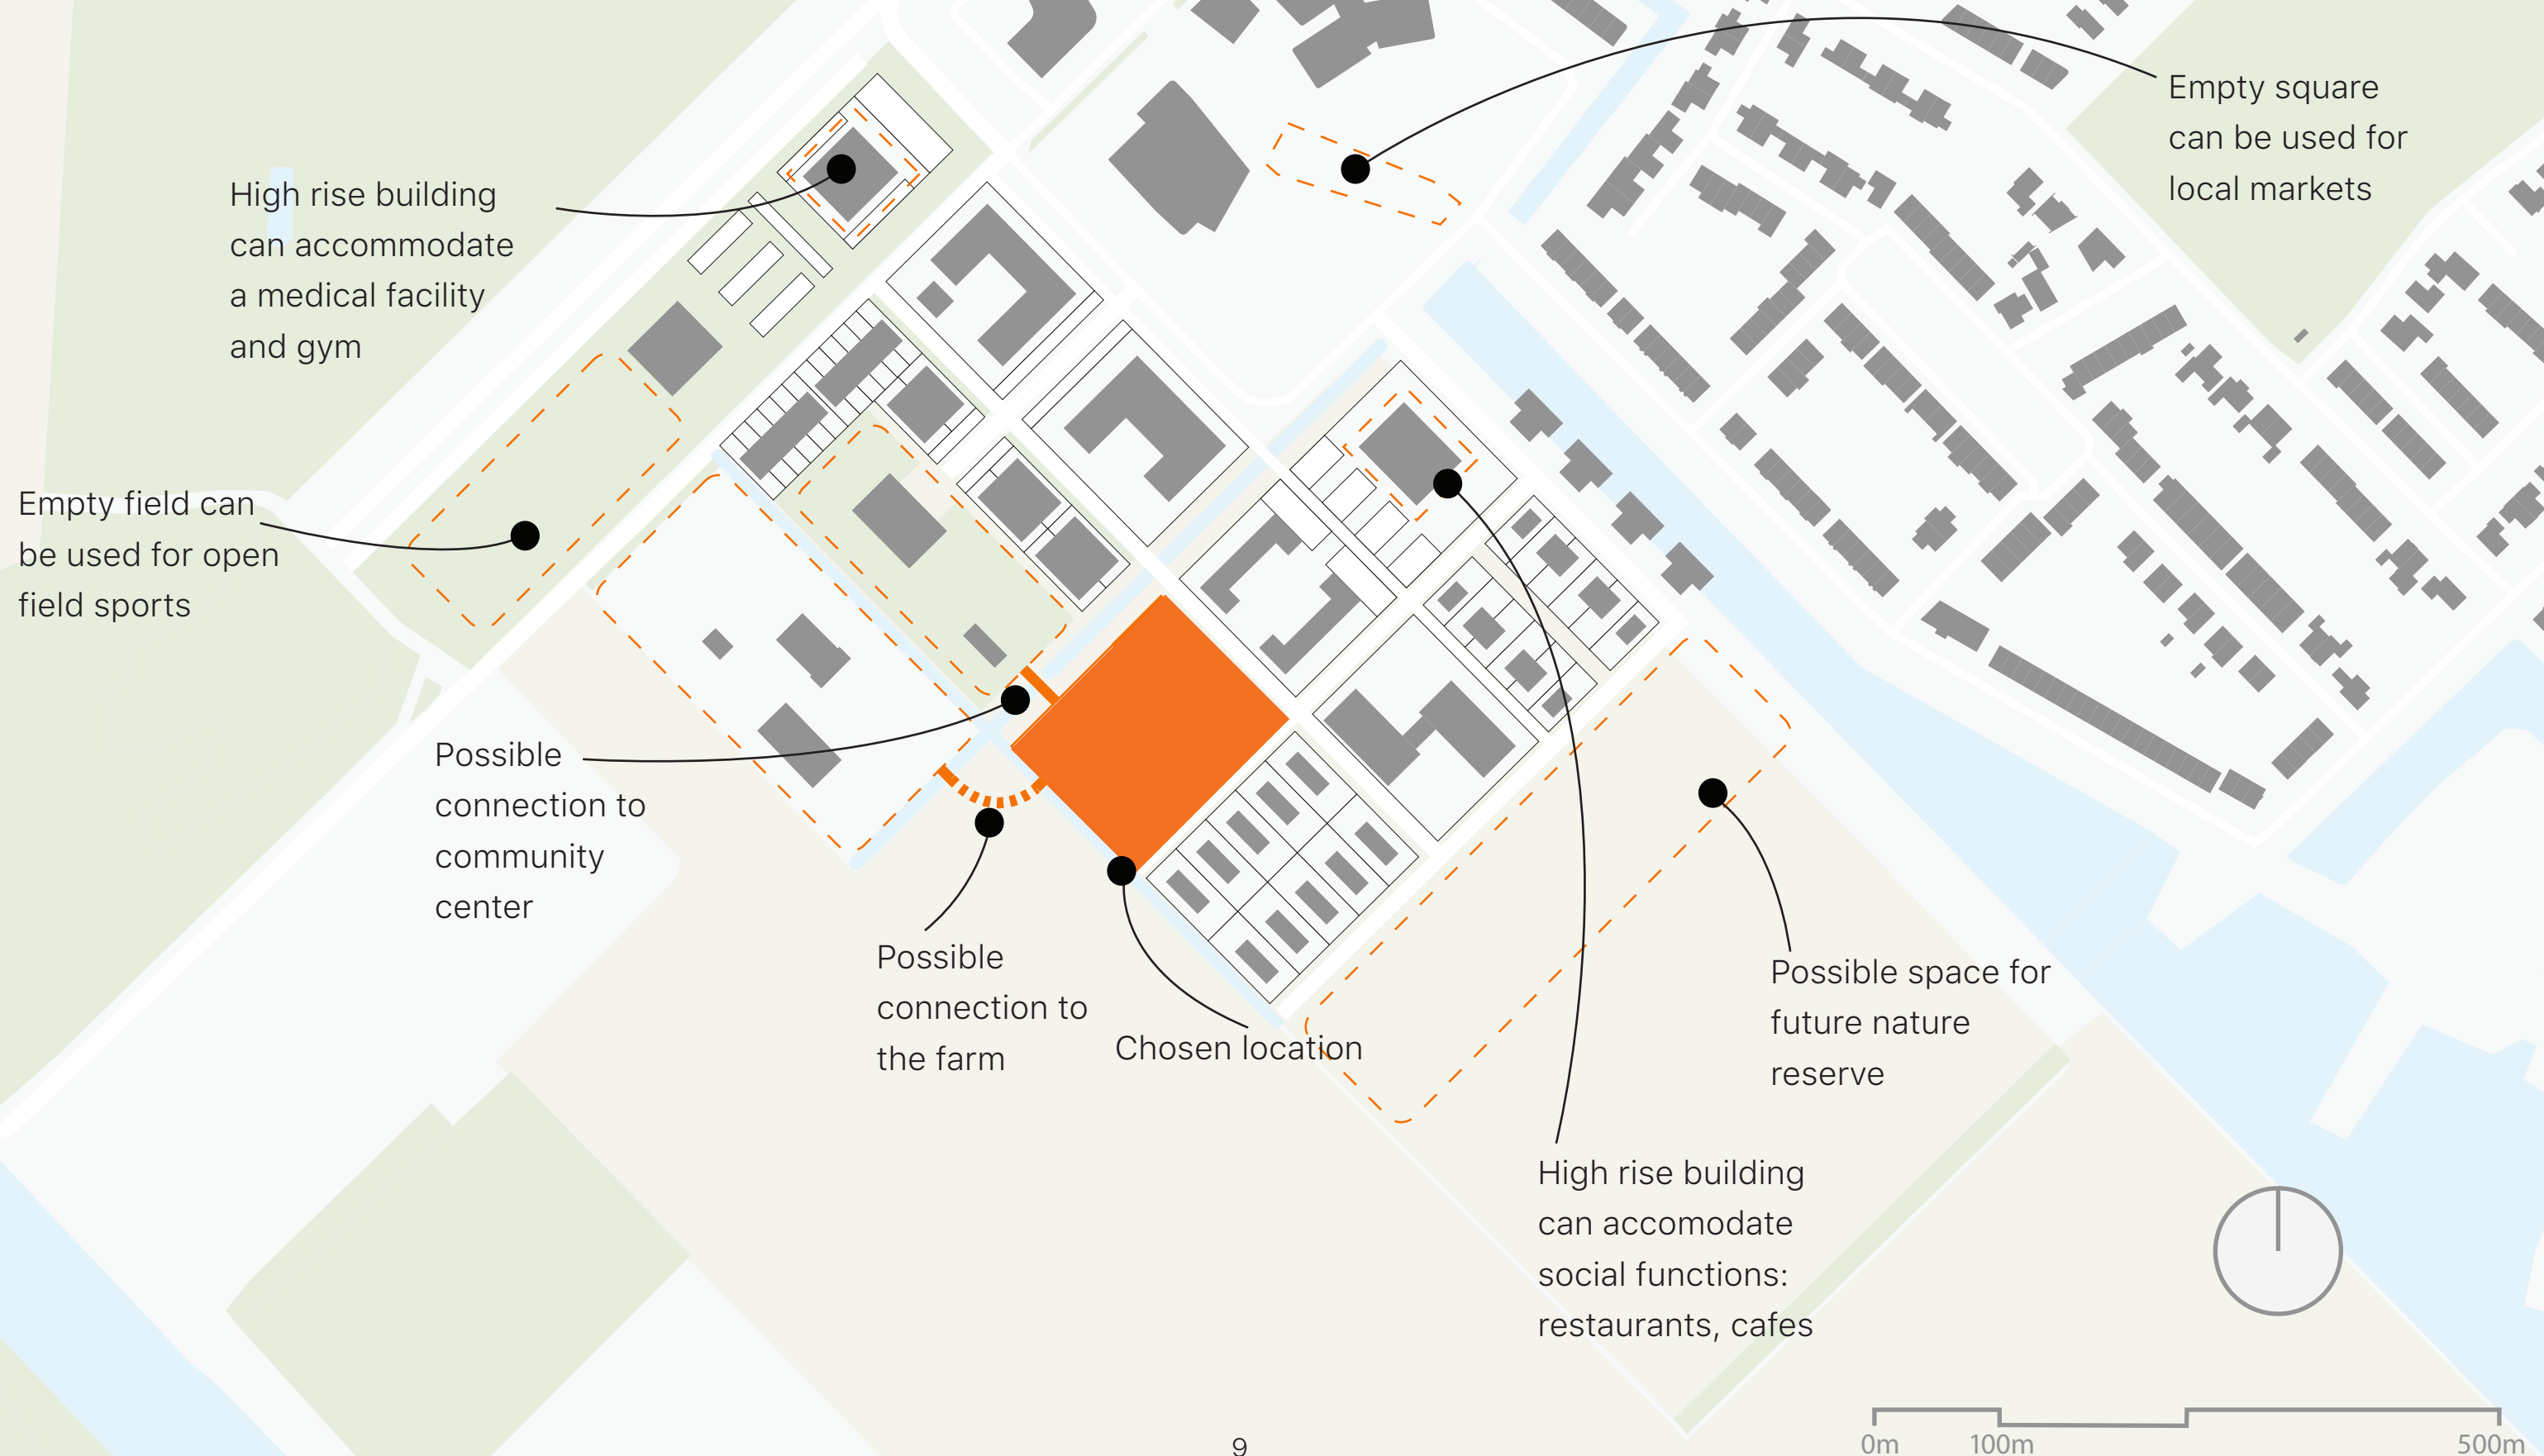 Empty square
can be used for
local markets
High rise building
can accommodate
a medical facility
and gym
Empty field can
be used for open
field sports
Possible
connection to
community
center
Possible
connection to
the farm
Chosen location
Possible space for
future nature
reserve
High rise building
can accomodate
social functions:
restaurants, cafes
0m 100m 500m
9